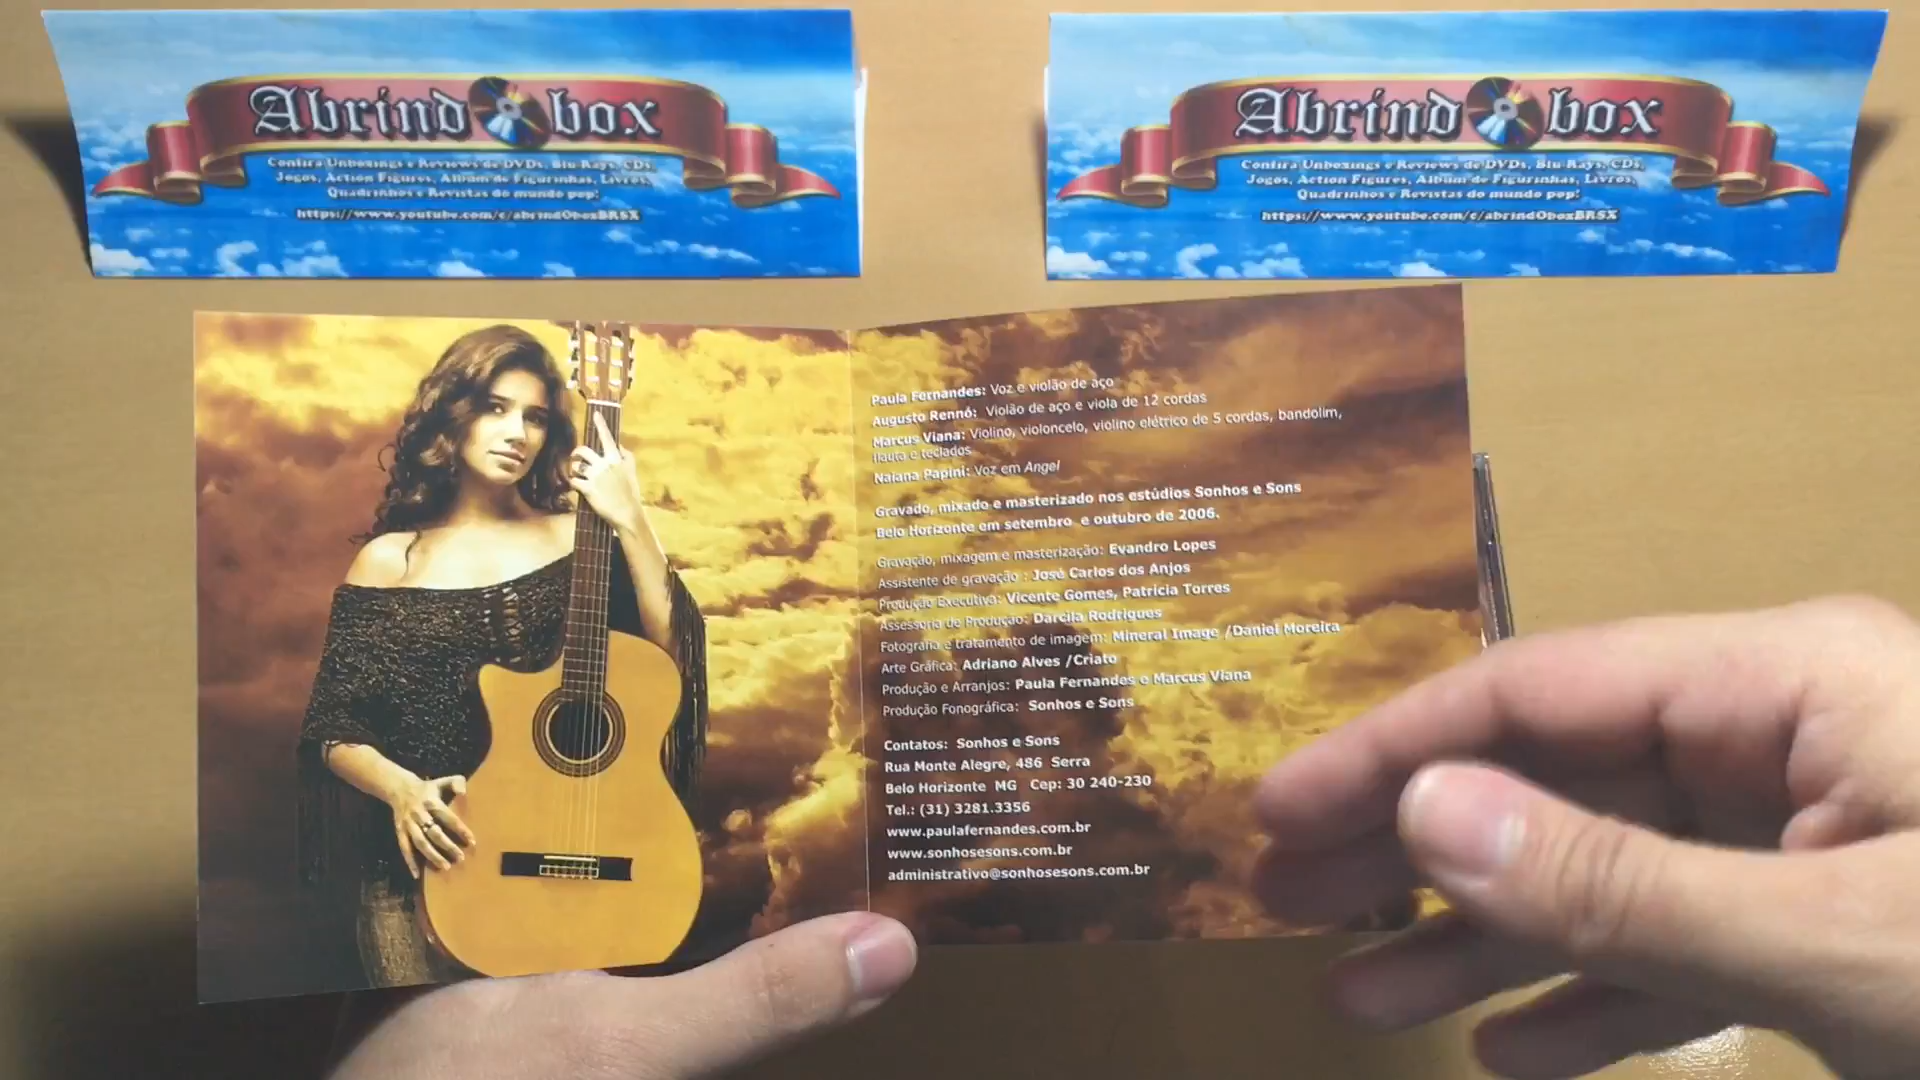 Abrind box
Confira Unboxings e Reviews de DVDs, Blu-Rays, CDs,
Jogos, Action Figures, Álbum de Figurinhas, Livros,
Quadrinhos e Revistas do mundo pop!
https://www.youtube.com/c/abrindOboxBRSX
Abrind box
Confira Unboxings e Reviews de DVDs, Blu-Rays, CDs,
Jogos, Action Figures, Álbum de Figurinhas, Livros,
Quadrinhos e Revistas do mundo pop!
https://www.youtube.com/c/abrindOboxBRSX
Paula Fernandes: Voz e violão de aço
Augusto Rennó: Violão de aço e viola de 12 cordas
Marcus Viana: Violino, violoncelo, violino elétrico de 5 cordas, bandolim,
flauta e teclados
Naiana Papini: Voz em Angel
Gravado, mixado e masterizado nos estúdios Sonhos e Sons
Belo Horizonte em setembro e outubro de 2006.
Gravação, mixagem e masterização: Evandro Lopes
Assistente de gravação : José Carlos dos Anjos
Produção Executiva: Vicente Gomes, Patricia Torres
Assessoria de Produção: Darcila Rodrigues
Fotografia e tratamento de imagem: Mineral Image /Daniel Moreira
Arte Gráfica: Adriano Alves /Criato
Produção e Arranjos: Paula Fernandes e Marcus Viana
Produção Fonográfica: Sonhos e Sons
Contatos: Sonhos e Sons
Rua Monte Alegre, 486 Serra
Belo Horizonte MG Cep: 30 240-230
Tel.: (31) 3281.3356
www.paulafernandes.com.br
www.sonhosesons.com.br
administrativo@sonhosesons.com.br